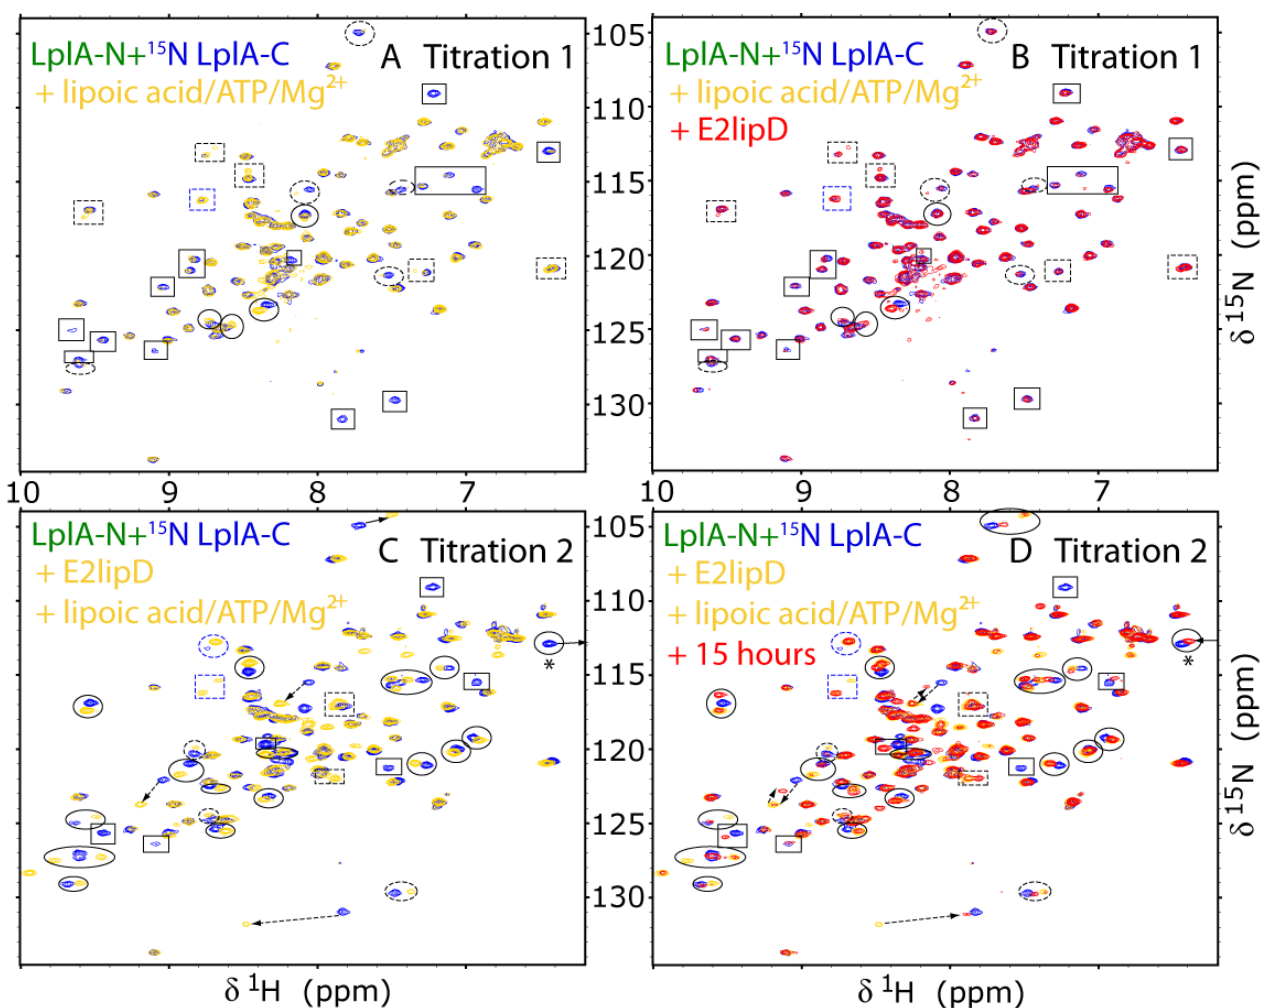 LplA-N+¹⁵N LplA-C A Titration 1
+ lipoic acid/ATP/Mg²⁺
LplA-N+¹⁵N LplA-C B Titration 1
+ lipoic acid/ATP/Mg²⁺
+ E2lipD
105
110
115
120
125
130
δ ¹⁵N (ppm)
10 9 8 7
10 9 8 7
LplA-N+¹⁵N LplA-C C Titration 2
+ E2lipD
+ lipoic acid/ATP/Mg²⁺
*
LplA-N+¹⁵N LplA-C D Titration 2
+ E2lipD
+ lipoic acid/ATP/Mg²⁺
+ 15 hours
*
105
110
115
120
125
130
δ ¹⁵N (ppm)
δ ¹H (ppm)
δ ¹H (ppm)